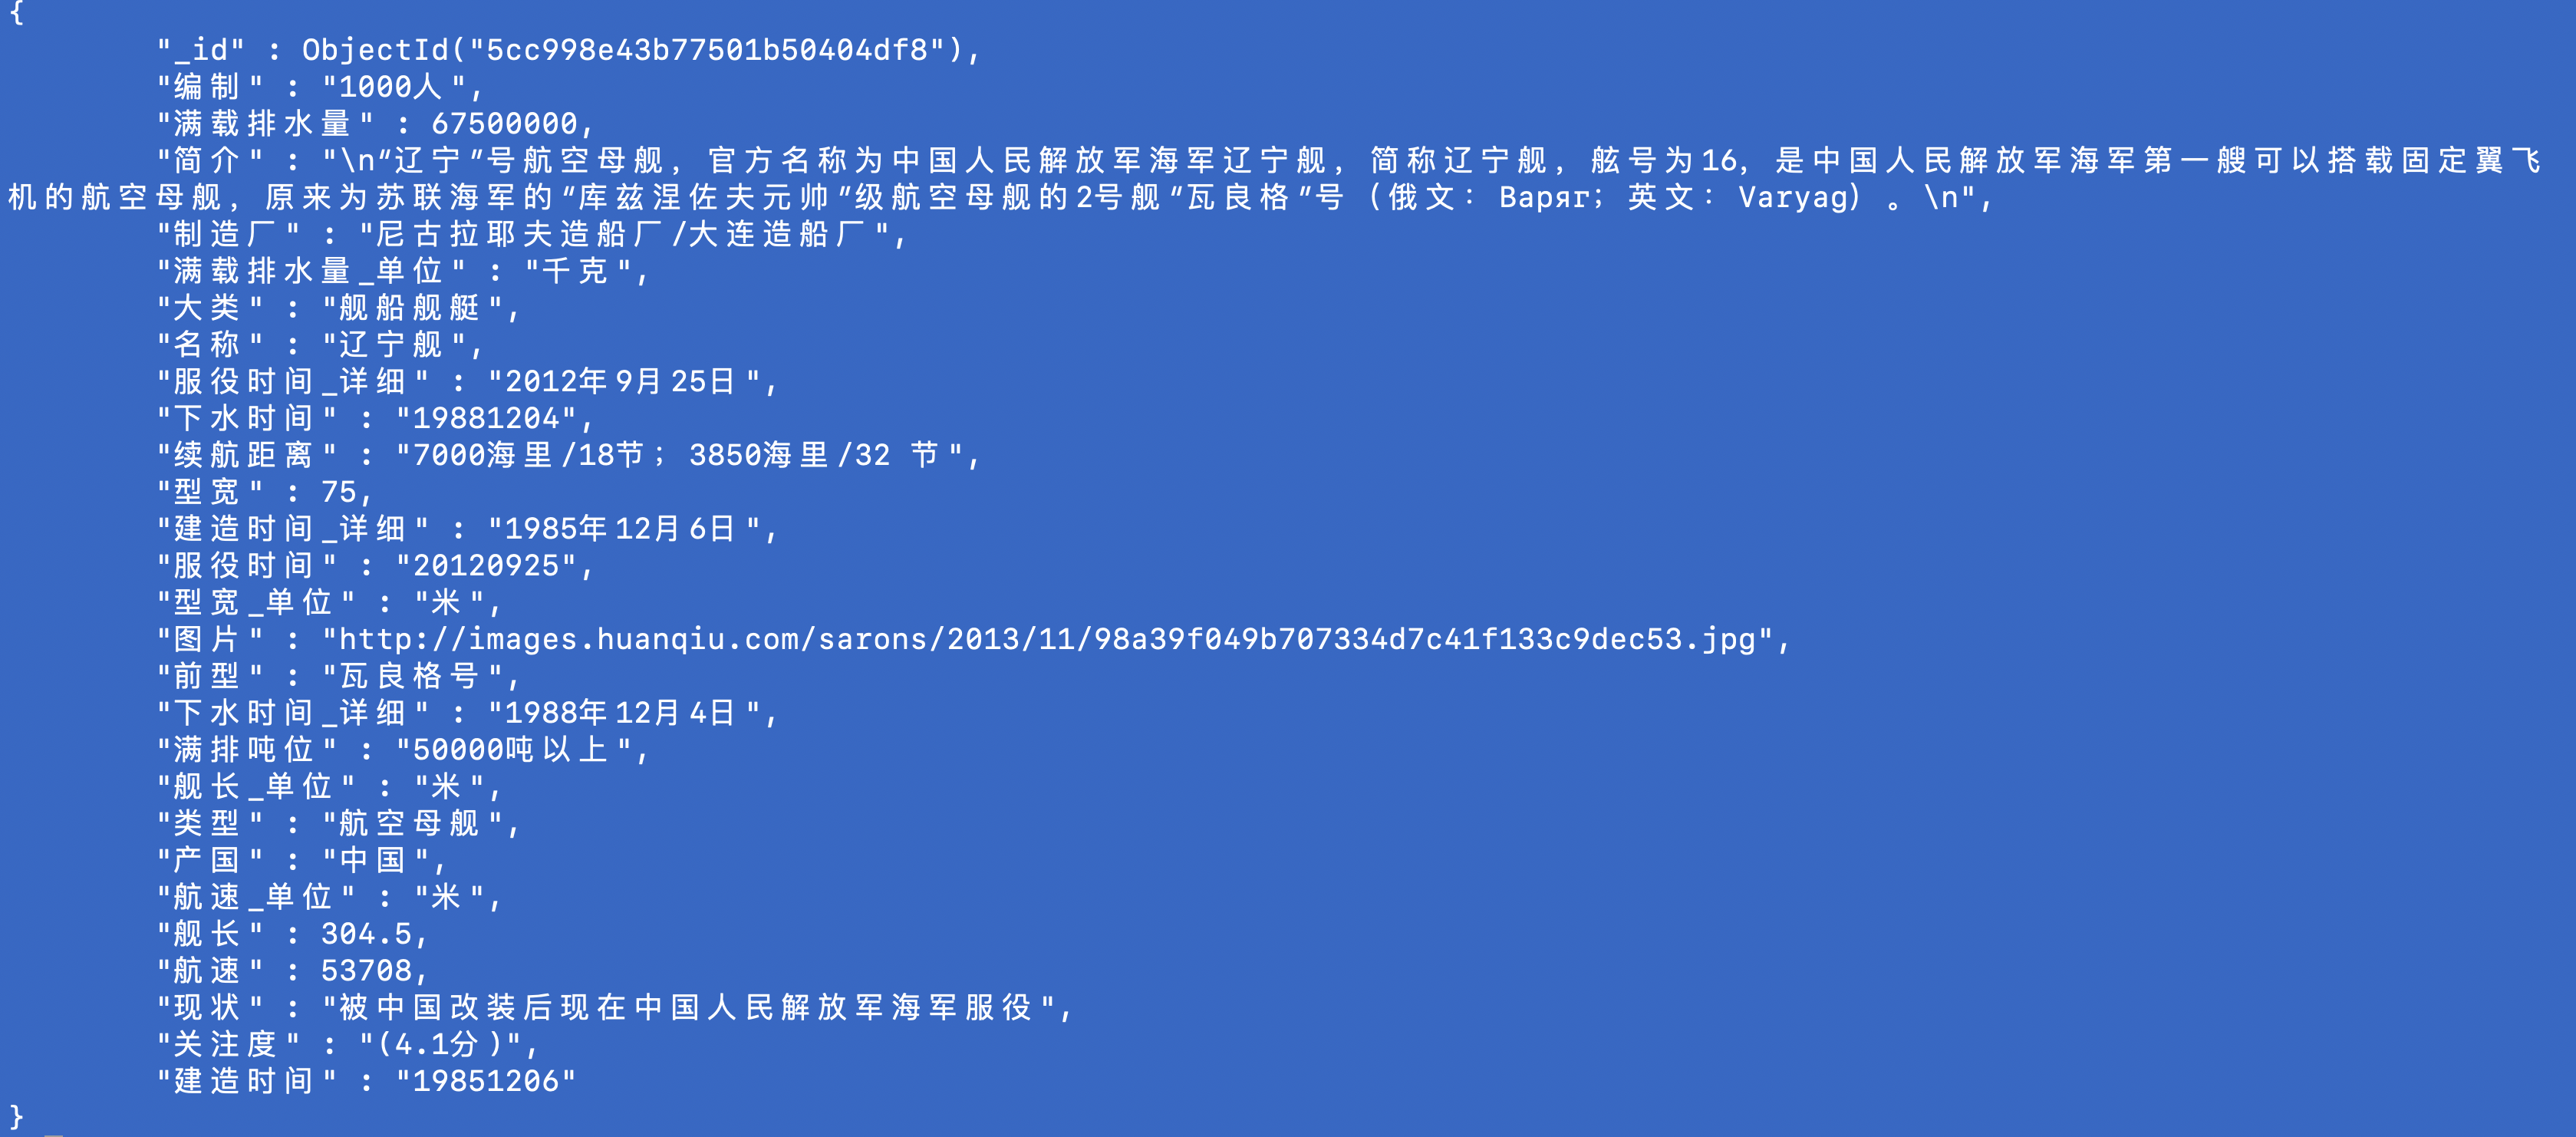 {
"_id" : ObjectId("5cc998e43b77501b50404df8"),
"编制" : "1000人",
"满载排水量" : 67500000,
"简介" : "\n“辽宁”号航空母舰，官方名称为中国人民解放军海军辽宁舰，简称辽宁舰，舷号为16，是中国人民解放军海军第一艘可以搭载固定翼飞
机的航空母舰，原来为苏联海军的“库兹涅佐夫元帅”级航空母舰的2号舰“瓦良格”号（俄文：Варяг；英文：Varyag）。\n",
"制造厂" : "尼古拉耶夫造船厂/大连造船厂",
"满载排水量_单位" : "千克",
"大类" : "舰船舰艇",
"名称" : "辽宁舰",
"服役时间_详细" : "2012年9月25日",
"下水时间" : "19881204",
"续航距离" : "7000海里/18节；3850海里/32 节",
"型宽" : 75,
"建造时间_详细" : "1985年12月6日",
"服役时间" : "20120925",
"型宽_单位" : "米",
"图片" : "http://images.huanqiu.com/sarons/2013/11/98a39f049b707334d7c41f133c9dec53.jpg",
"前型" : "瓦良格号",
"下水时间_详细" : "1988年12月4日",
"满排吨位" : "50000吨以上",
"舰长_单位" : "米",
"类型" : "航空母舰",
"产国" : "中国",
"航速_单位" : "米",
"舰长" : 304.5,
"航速" : 53708,
"现状" : "被中国改装后现在中国人民解放军海军服役",
"关注度" : "(4.1分)",
"建造时间" : "19851206"
}